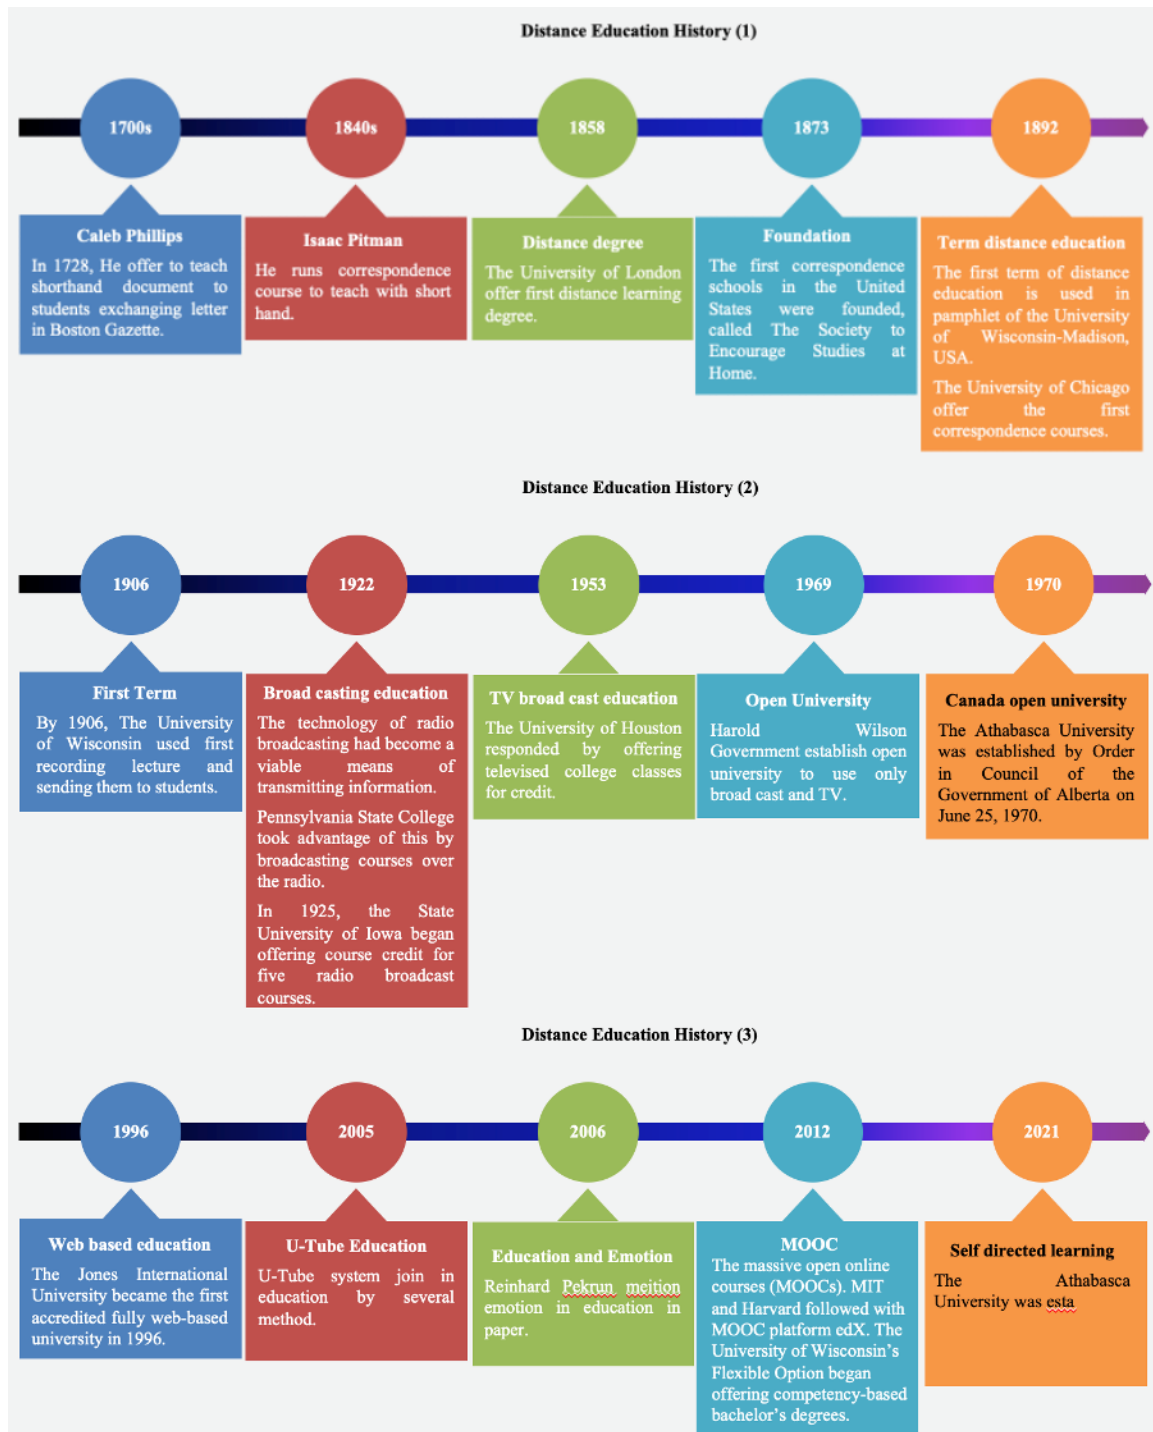 Distance Education History (1)
1700s
1840s
1858
1873
1892
Caleb Phillips
In 1728, He offer to teach
shorthand document to
students exchanging letter
in Boston Gazette.
Isaac Pitman
He runs correspondence
course to teach with short
hand.
Distance degree
The University of London
offer first distance learning
degree.
Foundation
The first correspondence
schools in the United
States were founded,
called The Society to
Encourage Studies at
Home.
Term distance education
The first term of distance
education is used in
pamphlet of the University
of Wisconsin-Madison,
USA.
The University of Chicago
offer the first
correspondence courses.
Distance Education History (2)
1906
1922
1953
1969
1970
First Term
By 1906, The University
of Wisconsin used first
recording lecture and
sending them to students.
Broad casting education
The technology of radio
broadcasting had become a
viable means of
transmitting information.
Pennsylvania State College
took advantage of this by
broadcasting courses over
the radio.
In 1925, the State
University of Iowa began
offering course credit for
five radio broadcast
courses.
TV broad cast education
The University of Houston
responded by offering
televised college classes
for credit.
Open University
Harold Wilson
Government establish open
university to use only
broad cast and TV.
Canada open university
The Athabasca University
was established by Order
in Council of the
Government of Alberta on
June 25, 1970.
Distance Education History (3)
1996
2005
2006
2012
2021
Web based education
The Jones International
University became the first
accredited fully web-based
university in 1996.
U-Tube Education
U-Tube system join in
education by several
method.
Education and Emotion
Reinhard Pekrun meition
emotion in education in
paper.
MOOC
The massive open online
courses (MOOCs). MIT
and Harvard followed with
MOOC platform edX. The
University of Wisconsin's
Flexible Option began
offering competency-based
bachelor's degrees.
Self directed learning
The Athabasca
University was esta